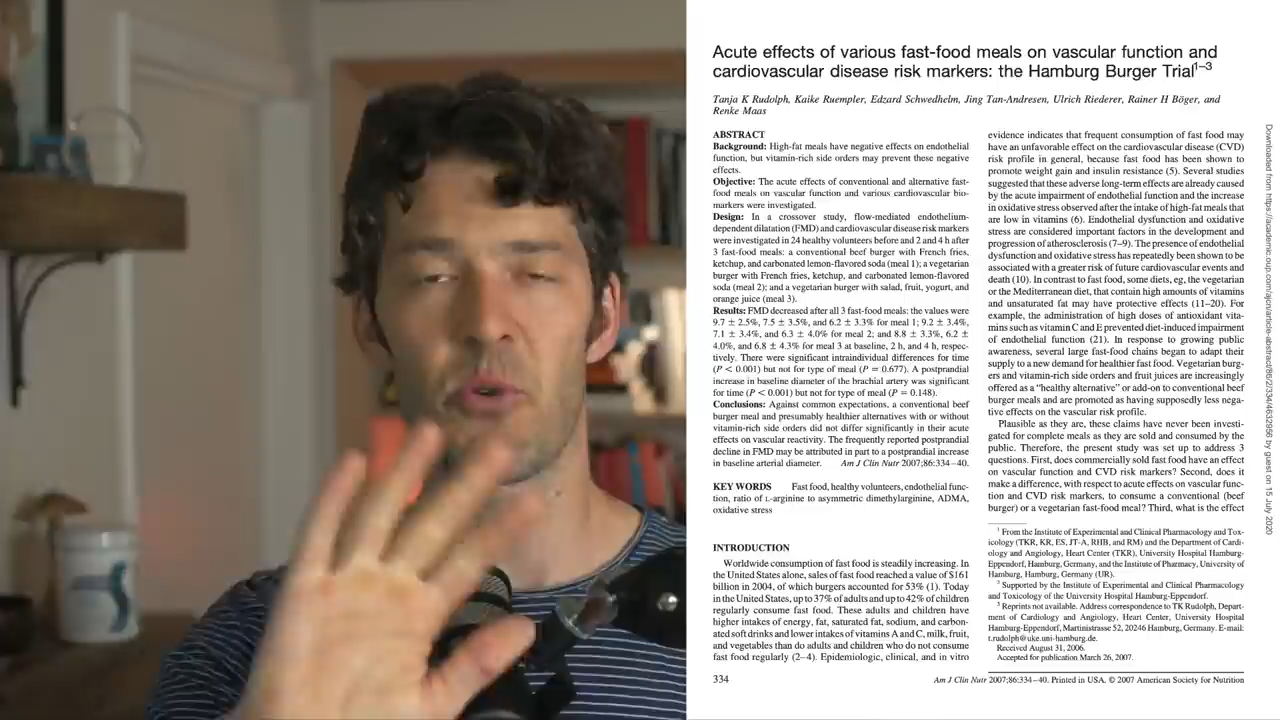 Acute effects of various fast-food meals on vascular function and
cardiovascular disease risk markers: the Hamburg Burger Trial1–3
Tanja K Rudolph, Kaike Ruempler, Edzard Schwedhelm, Jing Tan-Andresen, Ulrich Riederer, Rainer H Böger, and
Renke Maas
ABSTRACT
Background: High-fat meals have negative effects on endothelial
function, but vitamin-rich side orders may prevent these negative
effects.
Objective: The acute effects of conventional and alternative fast-
food meals on vascular function and various cardiovascular bio-
markers were investigated.
Design: In a crossover study, flow-mediated endothelium-
dependent dilatation (FMD) and cardiovascular disease risk markers
were investigated in 24 healthy volunteers before and 2 and 4 h after
3 fast-food meals: a conventional beef burger with French fries,
ketchup, and carbonated lemon-flavored soda (meal 1); a vegetarian
burger with French fries, ketchup, and carbonated lemon-flavored
soda (meal 2); and a vegetarian burger with salad, fruit, yogurt, and
orange juice (meal 3).
Results: FMD decreased after all 3 fast-food meals: the values were
9.7 ± 2.5%, 7.5 ± 3.5%, and 6.2 ± 3.3% for meal 1; 9.2 ± 3.4%,
7.1 ± 3.4%, and 6.3 ± 4.0% for meal 2; and 8.8 ± 3.3%, 6.2 ±
4.0%, and 6.8 ± 4.3% for meal 3 at baseline, 2 h, and 4 h, respec-
tively. There were significant intraindividual differences for time
(P < 0.001) but not for type of meal (P = 0.677). A postprandial
increase in baseline diameter of the brachial artery was significant
for time (P < 0.001) but not for type of meal (P = 0.148).
Conclusions: Against common expectations, a conventional beef
burger meal and presumably healthier alternatives with or without
vitamin-rich side orders did not differ significantly in their acute
effects on vascular reactivity. The frequently reported postprandial
decline in FMD may be attributed in part to a postprandial increase
in baseline arterial diameter. Am J Clin Nutr 2007;86:334–40.
KEY WORDS Fast food, healthy volunteers, endothelial func-
tion, ratio of L-arginine to asymmetric dimethylarginine, ADMA,
oxidative stress
INTRODUCTION
Worldwide consumption of fast food is steadily increasing. In
the United States alone, sales of fast food reached a value of $161
billion in 2004, of which burgers accounted for 53% (1). Today
in the United States, up to 37% of adults and up to 42% of children
regularly consume fast food. These adults and children have
higher intakes of energy, fat, saturated fat, sodium, and carbon-
ated soft drinks and lower intakes of vitamins A and C, milk, fruit,
and vegetables than do adults and children who do not consume
fast food regularly (2–4). Epidemiologic, clinical, and in vitro
evidence indicates that frequent consumption of fast food may
have an unfavorable effect on the cardiovascular disease (CVD)
risk profile in general, because fast food has been shown to
promote weight gain and insulin resistance (5). Several studies
suggested that these adverse long-term effects are already caused
by the acute impairment of endothelial function and the increase
in oxidative stress observed after the intake of high-fat meals that
are low in vitamins (6). Endothelial dysfunction and oxidative
stress are considered important factors in the development and
progression of atherosclerosis (7–9). The presence of endothelial
dysfunction and oxidative stress has repeatedly been shown to be
associated with a greater risk of future cardiovascular events and
death (10). In contrast to fast food, some diets, eg, the vegetarian
or the Mediterranean diet, that contain high amounts of vitamins
and unsaturated fat may have protective effects (11–20). For
example, the administration of high doses of antioxidant vita-
mins such as vitamin C and E prevented diet-induced impairment
of endothelial function (21). In response to growing public
awareness, several large fast-food chains began to adapt their
supply to a new demand for healthier fast food. Vegetarian burg-
ers and vitamin-rich side orders and fruit juices are increasingly
offered as a "healthy alternative" or add-on to conventional beef
burger meals and are promoted as having supposedly less nega-
tive effects on the vascular risk profile.
Plausible as they are, these claims have never been investi-
gated for complete meals as they are sold and consumed by the
public. Therefore, the present study was set up to address 3
questions. First, does commercially sold fast food have an effect
on vascular function and CVD risk markers? Second, does it
make a difference, with respect to acute effects on vascular func-
tion and CVD risk markers, to consume a conventional (beef
burger) or a vegetarian fast-food meal? Third, what is the effect
1 From the Institute of Experimental and Clinical Pharmacology and Tox-
icology (TKR, KR, ES, JT-A, RHB, and RM) and the Department of Cardi-
ology and Angiology, Heart Center (TKR), University Hospital Hamburg-
Eppendorf, Hamburg, Germany, and the Institute of Pharmacy, University of
Hamburg, Hamburg, Germany (UR).
2 Supported by the Institute of Experimental and Clinical Pharmacology
and Toxicology of the University Hospital Hamburg-Eppendorf.
3 Reprints not available. Address correspondence to TK Rudolph, Depart-
ment of Cardiology and Angiology, Heart Center, University Hospital
Hamburg-Eppendorf, Martinistrasse 52, 20246 Hamburg, Germany. E-mail:
t.rudolph@uke.uni-hamburg.de.
Received August 31, 2006.
Accepted for publication March 26, 2007.
334
Am J Clin Nutr 2007;86:334–40. Printed in USA. © 2007 American Society for Nutrition
Downloaded from https://academic.oup.com/ajcn/article-abstract/86/2/334/4632956 by guest on 15 July 2020